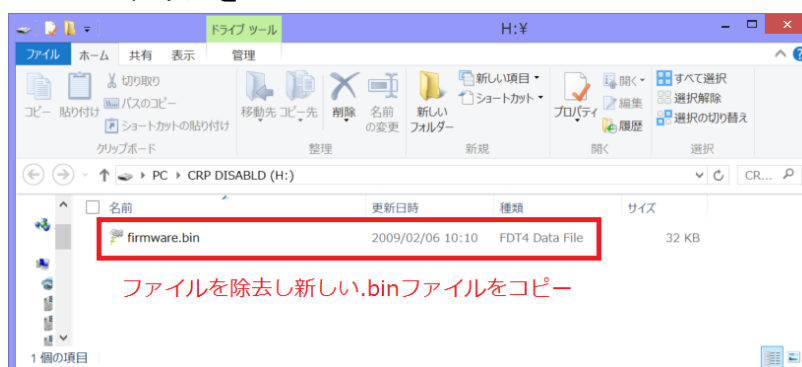 ドライブ ツール
H:¥
ファイル ホーム 共有 表示 管理
コピー 貼り付け 切り取り パスのコピー ショートカットの貼り付け
クリップボード
移動先 コピー先 削除 名前の変更 新しいフォルダー
整理
新しい項目 ショートカット
新規
プロパティ 開く 編集 履歴
開く
すべて選択 選択解除 選択の切り替え
選択
PC CRP DISABLD (H:) CR...
名前 更新日時 種類 サイズ
firmware.bin 2009/02/06 10:10 FDT4 Data File 32 KB
ファイルを除去し新しい.binファイルをコピー
1 個の項目